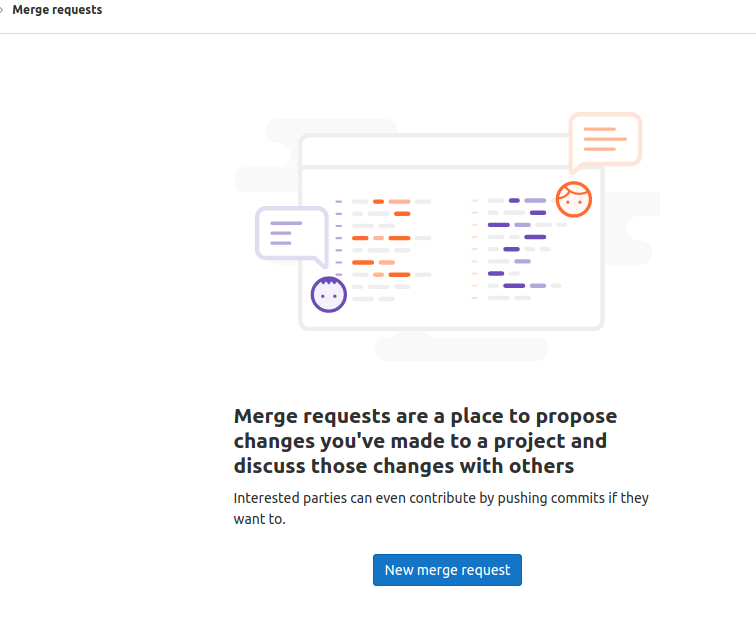 Merge requests
Merge requests are a place to propose
changes you've made to a project and
discuss those changes with others
Interested parties can even contribute by pushing commits if they
want to.
New merge request